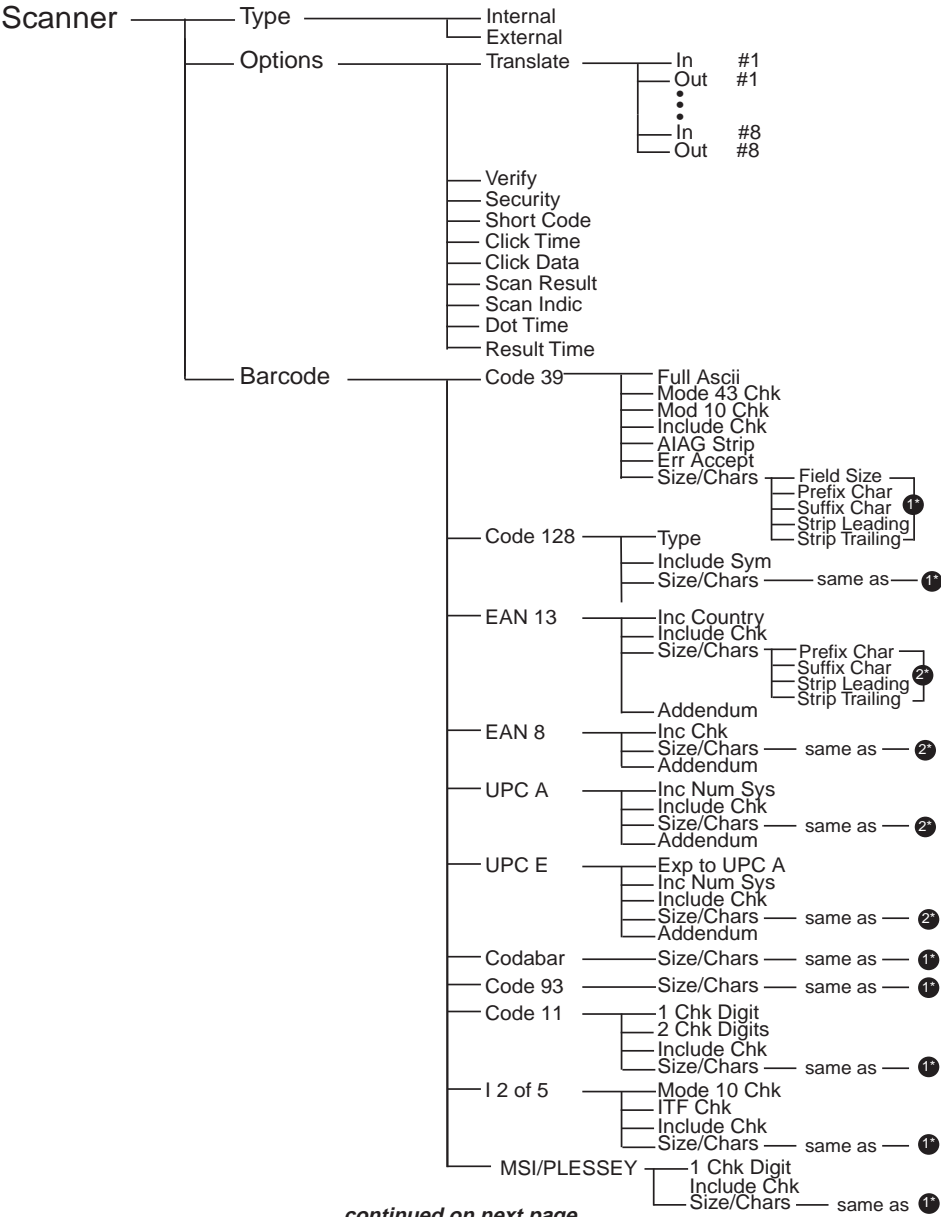 Scanner
Type
Internal
External
Options
Translate
In #1
Out #1
In #8
Out #8
Verify
Security
Short Code
Click Time
Click Data
Scan Result
Scan Indic
Dot Time
Result Time
Barcode
Code 39
Full Ascii
Mode 43 Chk
Mod 10 Chk
Include Chk
AIAG Strip
Err Accept
Size/Chars
Field Size
Prefix Char
Suffix Char
Strip Leading
Strip Trailing
1*
Code 128
Type
Include Sym
Size/Chars same as 1*
EAN 13
Inc Country
Include Chk
Size/Chars
Prefix Char
Suffix Char
Strip Leading
Strip Trailing
2*
Addendum
EAN 8
Inc Chk
Size/Chars same as 2*
Addendum
UPC A
Inc Num Sys
Include Chk
Size/Chars same as 2*
Addendum
UPC E
Exp to UPC A
Inc Num Sys
Include Chk
Size/Chars same as 2*
Addendum
Codabar Size/Chars same as 1*
Code 93 Size/Chars same as 1*
Code 11
1 Chk Digit
2 Chk Digits
Include Chk
Size/Chars same as 1*
I 2 of 5
Mode 10 Chk
ITF Chk
Include Chk
Size/Chars same as 1*
MSI/PLESSEY
1 Chk Digit
Include Chk
Size/Chars same as 1*
continued on next page